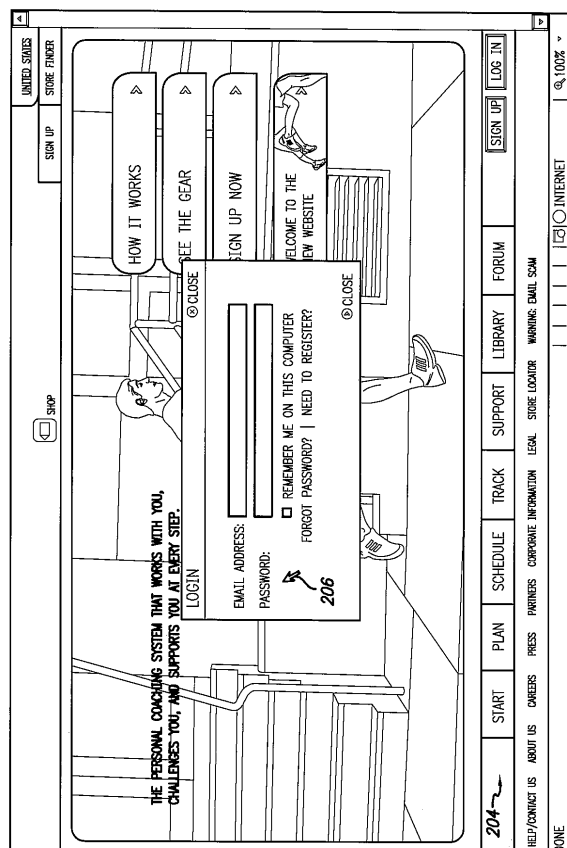 UNITED STATES
SHOP
SIGN UP
STORE FINDER
THE PERSONAL COACHING SYSTEM THAT WORKS WITH YOU,
CHALLENGES YOU, AND SUPPORTS YOU AT EVERY STEP.
HOW IT WORKS
SEE THE GEAR
SIGN UP NOW
WELCOME TO THE
NEW WEBSITE
LOGIN
CLOSE
EMAIL ADDRESS:
PASSWORD:
REMEMBER ME ON THIS COMPUTER
FORGOT PASSWORD? | NEED TO REGISTER?
CLOSE
206
204
START
PLAN
SCHEDULE
TRACK
SUPPORT
LIBRARY
FORUM
SIGN UP
LOG IN
HELP/CONTACT US ABOUT US CAREERS PRESS PARTNERS CORPORATE INFORMATION LEGAL STORE LOCATOR WARNING: EMAIL SCAM
DONE
INTERNET
100%